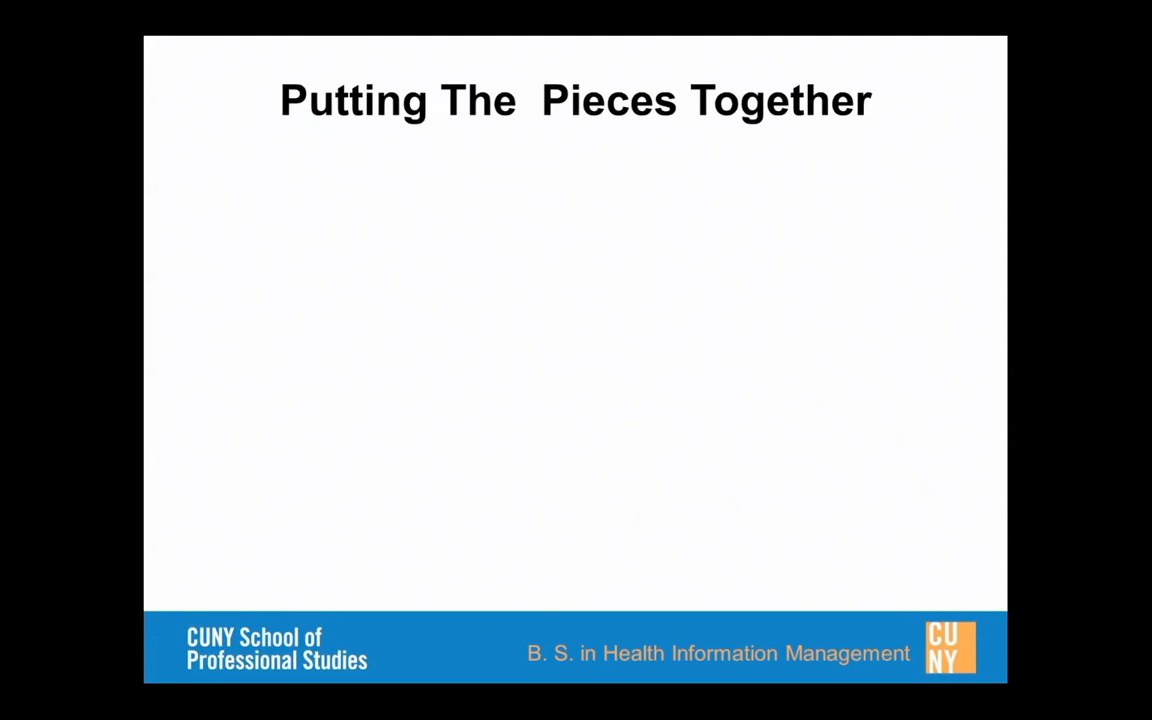 Putting The  Pieces Together
CUNY School of
Professional Studies
B. S. in Health Information Management
CU
NY